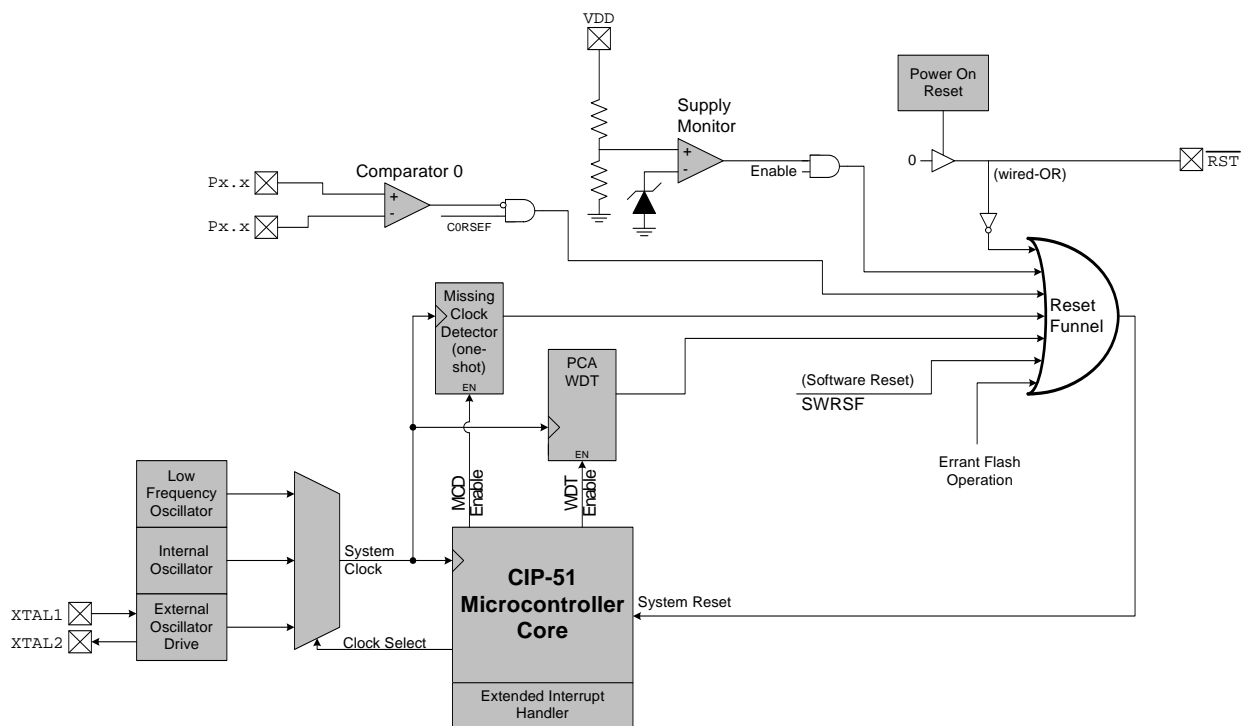 VDD
Power On
Reset
Supply
Monitor
+
-
Enable
0
(wired-OR)
RST
Comparator 0
Px.x
Px.x
+
-
C0RSEF
Missing
Clock
Detector
(one-
shot)
EN
PCA
WDT
EN
Reset
Funnel
(Software Reset)
SWRSF
Errant Flash
Operation
MCD
Enable
WDT
Enable
Low
Frequency
Oscillator
Internal
Oscillator
External
Oscillator
Drive
XTAL1
XTAL2
System
Clock
Clock Select
CIP-51
Microcontroller
Core
System Reset
Extended Interrupt
Handler